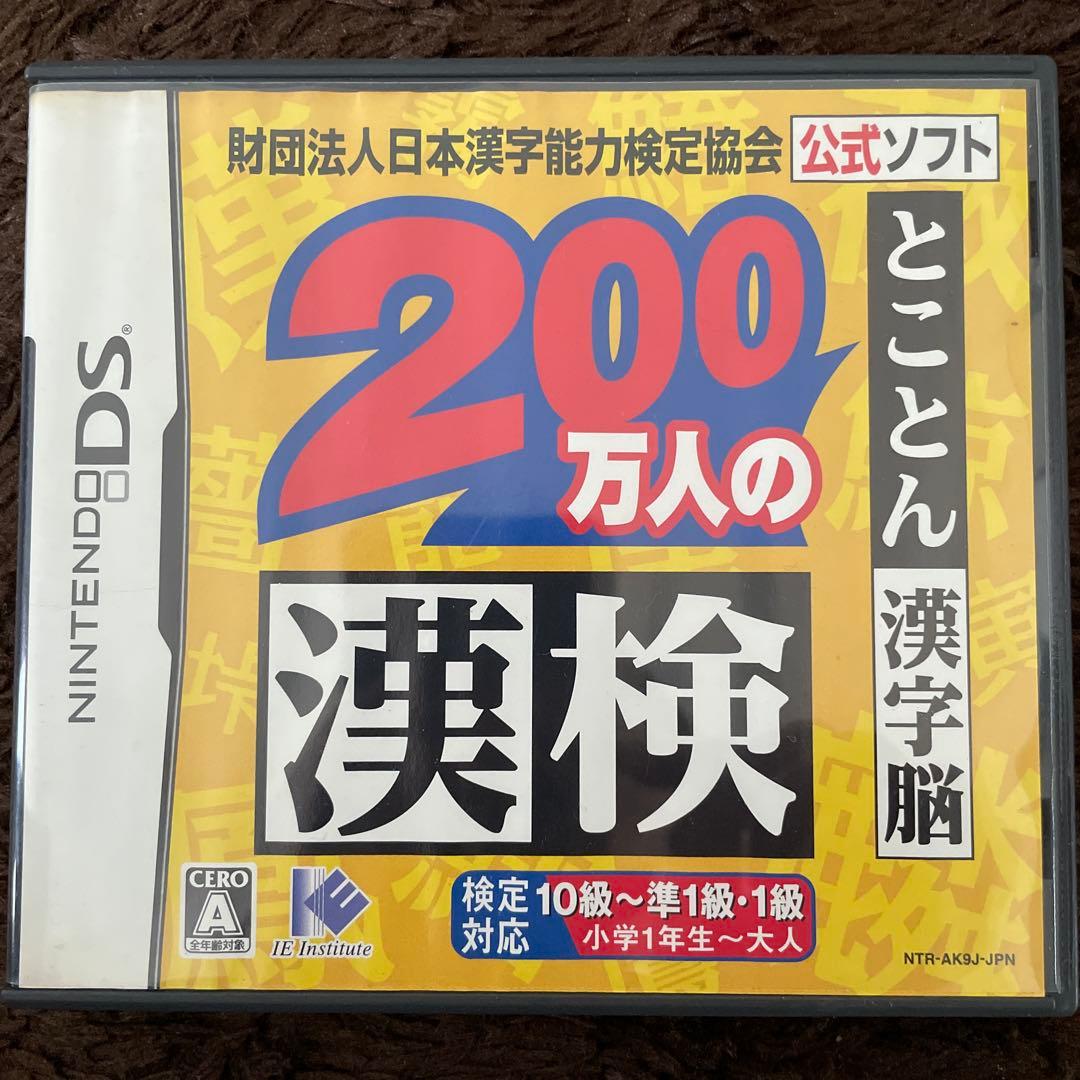 財団法人日本漢字能力検定協会 公式ソフト
200
万人の
漢検
とことん漢字脳
NINTENDO DS®
CERO
A
全年齢対象
IE Institute
検定対応
10級～準1級・1級
小学1年生～大人
NTR-AK9J-JPN